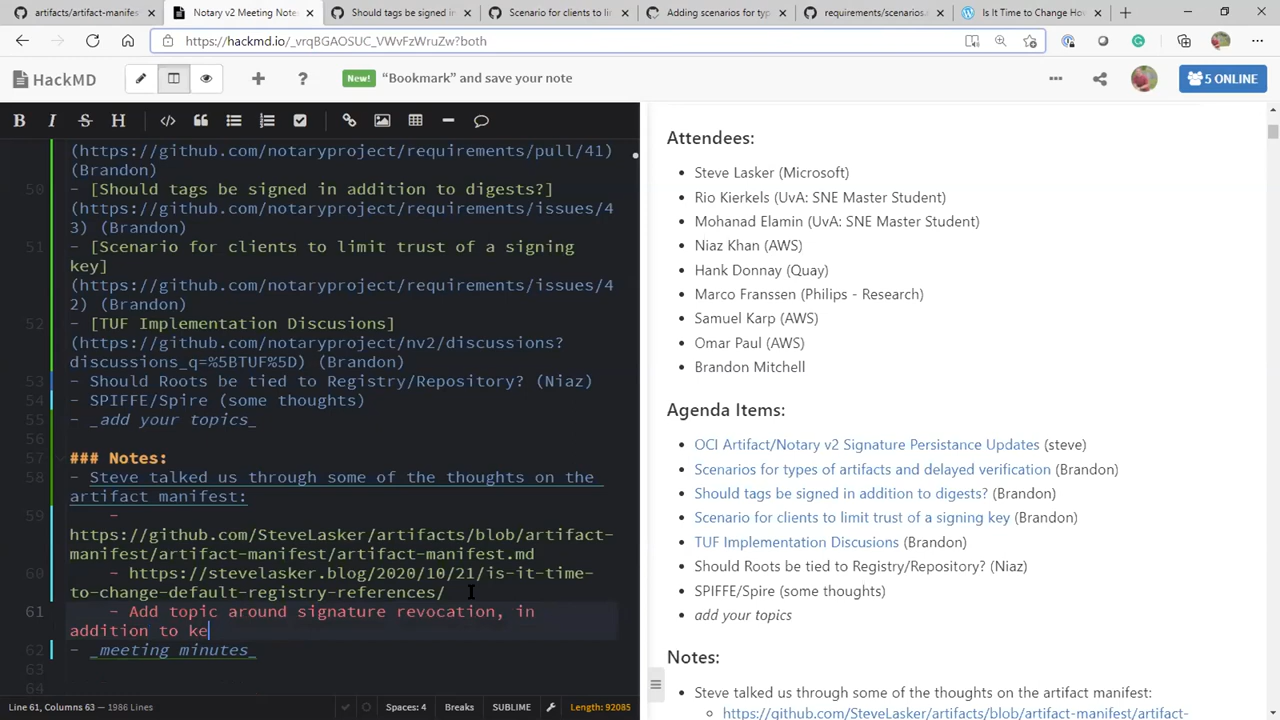 artifacts/artifact-manifes
Notary v2 Meeting Note
Should tags be signed in
Scenario for clients to lim
Adding scenarios for typ
requirements/scenarios.
Is It Time to Change How
https://hackmd.io/_vrqBGAOSUC_VWvFzWruZw?both
HackMD
New! "Bookmark" and save your note
5 ONLINE
(https://github.com/notaryproject/requirements/pull/41)
(Brandon)
50 - [Should tags be signed in addition to digests?]
(https://github.com/notaryproject/requirements/issues/4
3) (Brandon)
51 - [Scenario for clients to limit trust of a signing
key]
(https://github.com/notaryproject/requirements/issues/4
2) (Brandon)
52 - [TUF Implementation Discusions]
(https://github.com/notaryproject/nv2/discussions?
discussions_q=%5BTUF%5D) (Brandon)
53 - Should Roots be tied to Registry/Repository? (Niaz)
54 - SPIFFE/Spire (some thoughts)
55 - _add your topics_
56
57 ### Notes:
58 - Steve talked us through some of the thoughts on the
artifact manifest:
59 -
https://github.com/SteveLasker/artifacts/blob/artifact-
manifest/artifact-manifest/artifact-manifest.md
60 - https://stevelasker.blog/2020/10/21/is-it-time-
to-change-default-registry-references/
61 - Add topic around signature revocation, in
addition to ke
62 - _meeting minutes_
63
64
Line 61, Columns 63 — 1986 Lines
Spaces: 4
Breaks
SUBLIME
Length: 92085
Attendees:
• Steve Lasker (Microsoft)
• Rio Kierkels (UvA: SNE Master Student)
• Mohanad Elamin (UvA: SNE Master Student)
• Niaz Khan (AWS)
• Hank Donnay (Quay)
• Marco Franssen (Philips - Research)
• Samuel Karp (AWS)
• Omar Paul (AWS)
• Brandon Mitchell
Agenda Items:
• OCI Artifact/Notary v2 Signature Persistance Updates (steve)
• Scenarios for types of artifacts and delayed verification (Brandon)
• Should tags be signed in addition to digests? (Brandon)
• Scenario for clients to limit trust of a signing key (Brandon)
• TUF Implementation Discusions (Brandon)
• Should Roots be tied to Registry/Repository? (Niaz)
• SPIFFE/Spire (some thoughts)
• add your topics
Notes:
• Steve talked us through some of the thoughts on the artifact manifest:
https://github.com/SteveLasker/artifacts/blob/artifact-manifest/artifact-